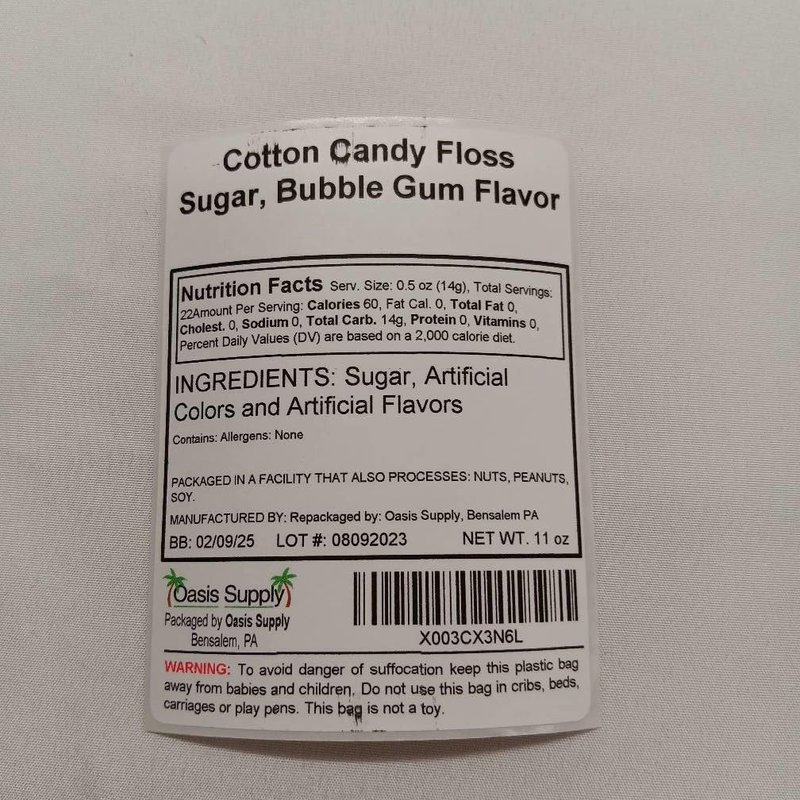 Cotton Candy Floss
Sugar, Bubble Gum Flavor
Nutrition Facts Serv. Size: 0.5 oz (14g), Total Servings:
22Amount Per Serving: Calories 60, Fat Cal. 0, Total Fat 0,
Cholest. 0, Sodium 0, Total Carb. 14g, Protein 0, Vitamins 0,
Percent Daily Values (DV) are based on a 2,000 calorie diet.
INGREDIENTS: Sugar, Artificial
Colors and Artificial Flavors
Contains: Allergens: None
PACKAGED IN A FACILITY THAT ALSO PROCESSES: NUTS, PEANUTS,
SOY.
MANUFACTURED BY: Repackaged by: Oasis Supply, Bensalem PA
BB: 02/09/25 LOT #: 08092023 NET WT. 11 oz
Oasis Supply
Packaged by Oasis Supply
Bensalem, PA
X003CX3N6L
WARNING: To avoid danger of suffocation keep this plastic bag
away from babies and children. Do not use this bag in cribs, beds,
carriages or play pens. This bag is not a toy.